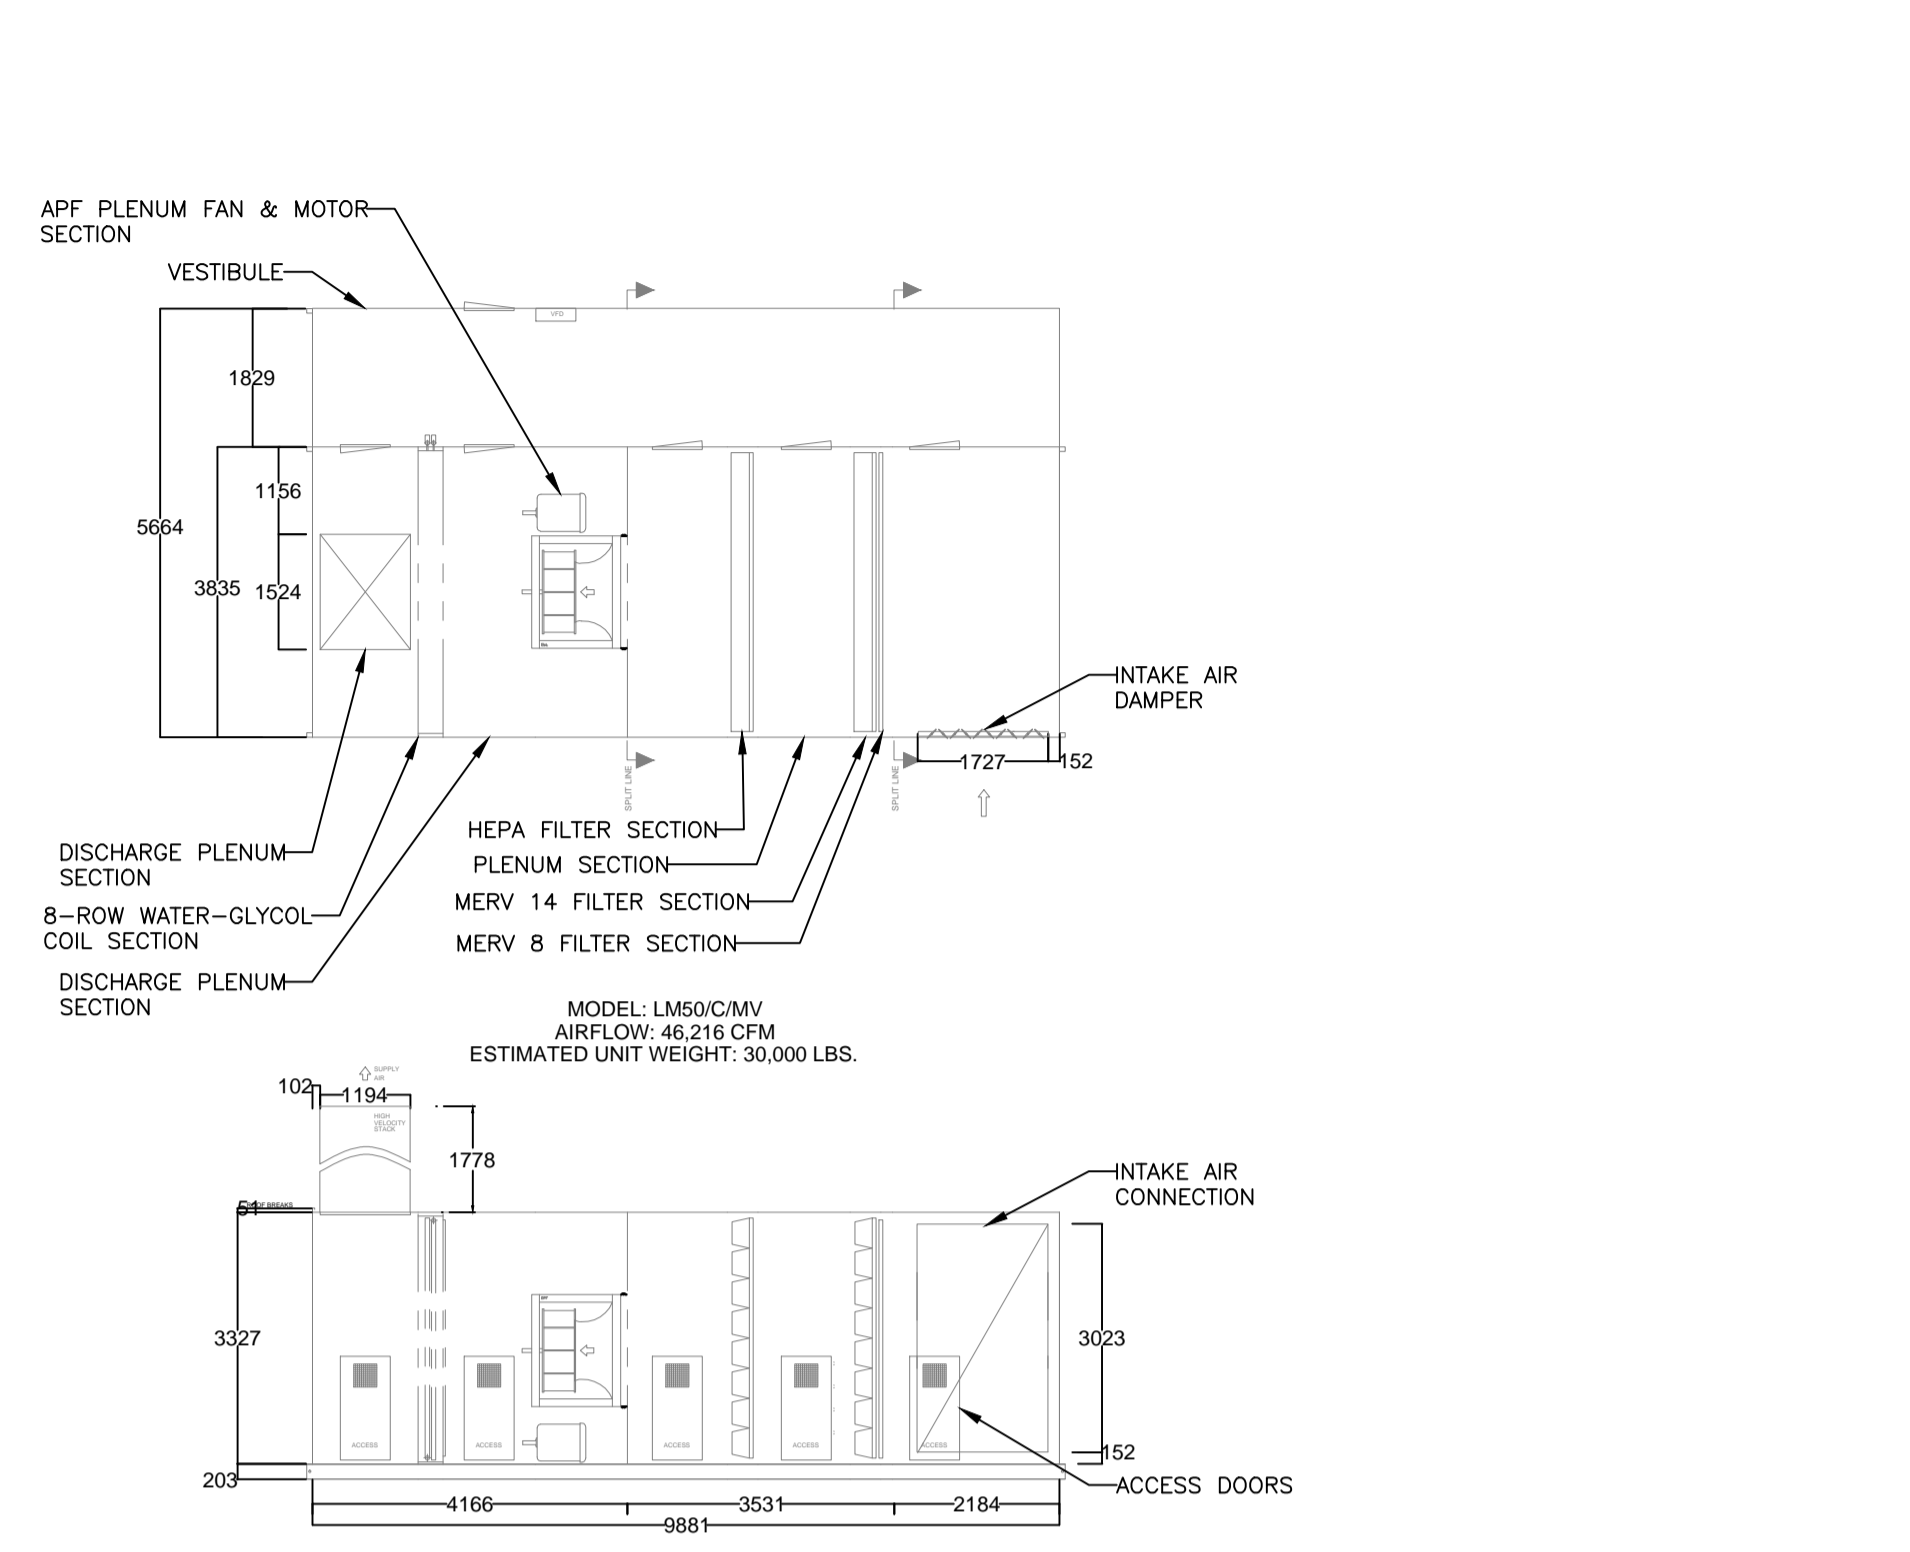 APF PLENUM FAN & MOTOR
SECTION
VESTIBULE
VFD
1829
1156
5664
3835
1524
INTAKE AIR
DAMPER
1727
152
SPLIT LINE
SPLIT LINE
HEPA FILTER SECTION
PLENUM SECTION
MERV 14 FILTER SECTION
MERV 8 FILTER SECTION
DISCHARGE PLENUM
SECTION
8-ROW WATER-GLYCOL
COIL SECTION
DISCHARGE PLENUM
SECTION
MODEL: LM50/C/MV
AIRFLOW: 46,216 CFM
ESTIMATED UNIT WEIGHT: 30,000 LBS.
SUPPLY
AIR
102
1194
HIGH
VELOCITY
STACK
1778
51
ROOF BREAKS
INTAKE AIR
CONNECTION
3327
3023
ACCESS
ACCESS
ACCESS
ACCESS
ACCESS
152
203
ACCESS DOORS
4166
3531
2184
9881